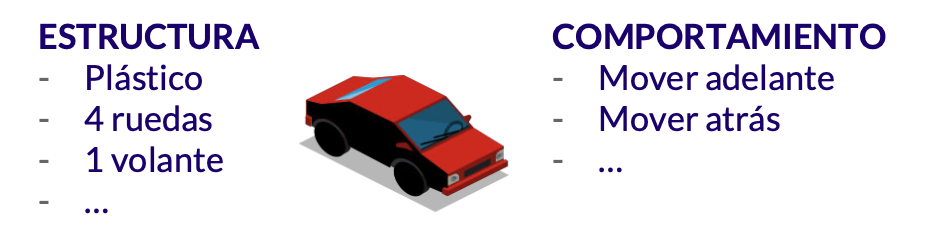 ESTRUCTURA
- Plástico
- 4 ruedas
- 1 volante
- ...
COMPORTAMIENTO
- Mover adelante
- Mover atrás
- ...